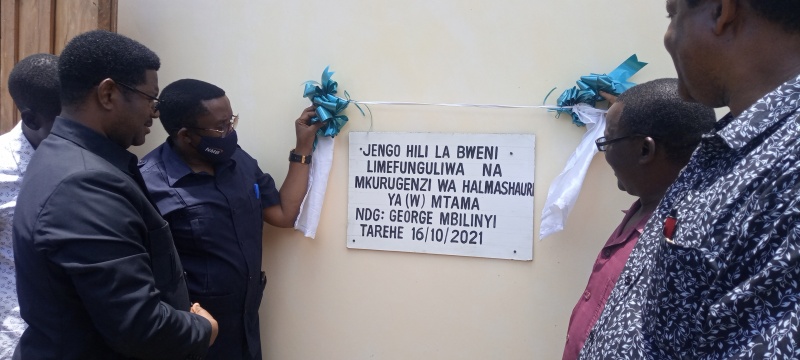 JENGO HILI LA BWENI
LIMEFUNGULIWA NA
MKURUGENZI WA HALMASHAURI
YA (W) MTAMA
NDG: GEORGE MBILINYI
TAREHE 16/10/2021